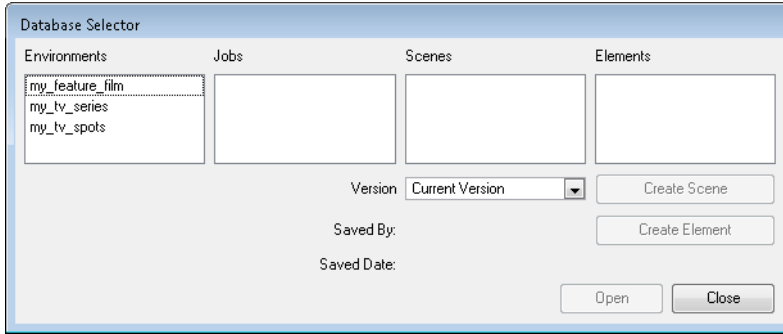 Database Selector
Environments Jobs Scenes Elements
my_feature_film
my_tv_series
my_tv_spots
Version Current Version Create Scene
Saved By: Create Element
Saved Date:
Open Close